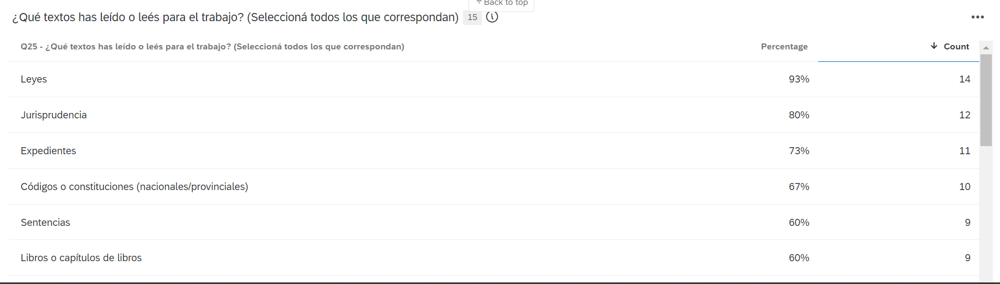 ↑ Back to top
¿Qué textos has leído o leés para el trabajo? (Seleccioná todos los que correspondan) 15
Q25 - ¿Qué textos has leído o leés para el trabajo? (Seleccioná todos los que correspondan) Percentage ↓ Count
Leyes 93% 14
Jurisprudencia 80% 12
Expedientes 73% 11
Códigos o constituciones (nacionales/provinciales) 67% 10
Sentencias 60% 9
Libros o capítulos de libros 60% 9